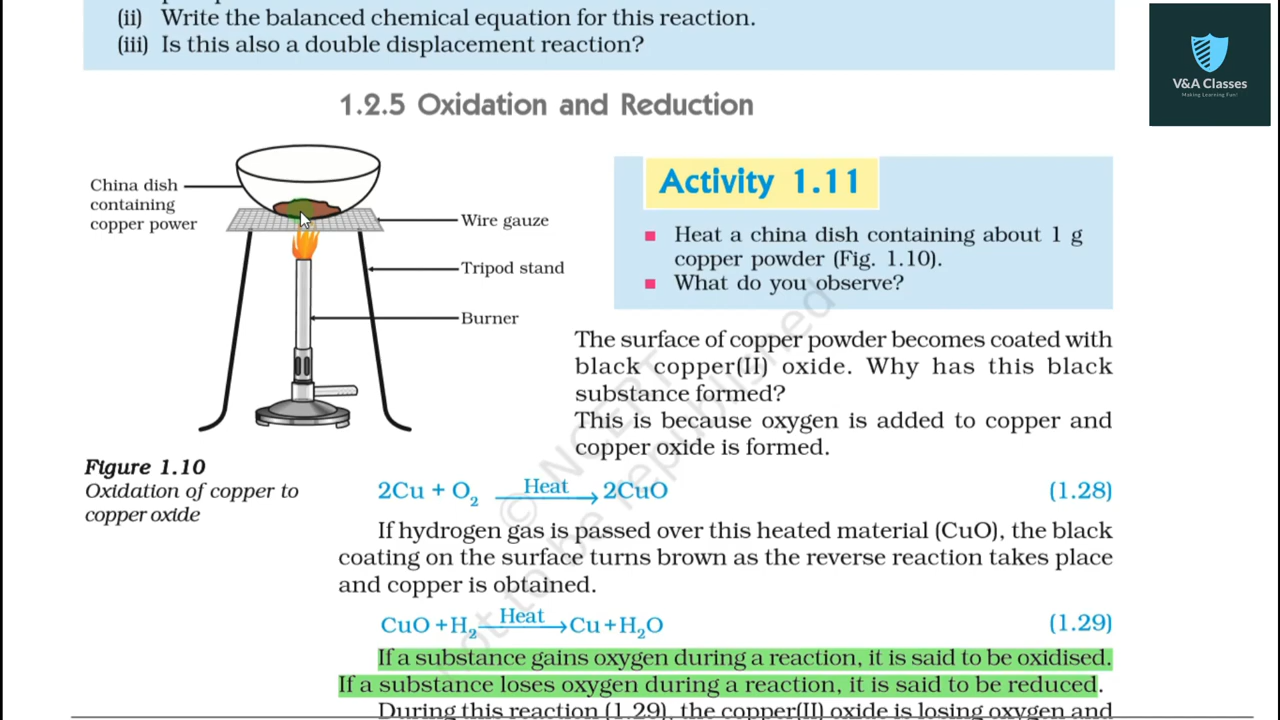 (ii) Write the balanced chemical equation for this reaction.
(iii) Is this also a double displacement reaction?
V&A Classes
Making Learning Fun!
1.2.5 Oxidation and Reduction
China dish
containing
copper power
Wire gauze
Tripod stand
Burner
Figure 1.10
Oxidation of copper to
copper oxide
Activity 1.11
Heat a china dish containing about 1 g
copper powder (Fig. 1.10).
What do you observe?
The surface of copper powder becomes coated with
black copper(II) oxide. Why has this black
substance formed?
This is because oxygen is added to copper and
copper oxide is formed.
2Cu + O₂ Heat → 2CuO (1.28)
If hydrogen gas is passed over this heated material (CuO), the black
coating on the surface turns brown as the reverse reaction takes place
and copper is obtained.
CuO + H₂ Heat → Cu + H₂O (1.29)
If a substance gains oxygen during a reaction, it is said to be oxidised.
If a substance loses oxygen during a reaction, it is said to be reduced.
During this reaction (1.29), the copper(II) oxide is losing oxygen and
© NCERT
not to be republished